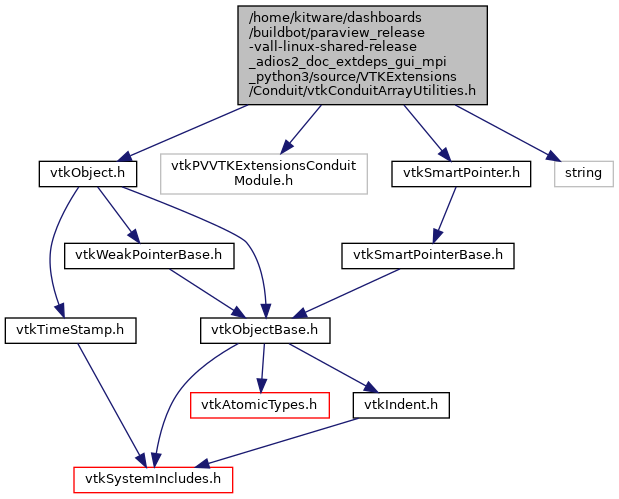 /home/kitware/dashboards
/buildbot/paraview_release
-vall-linux-shared-release
_adios2_doc_extdeps_gui_mpi
_python3/source/VTKExtensions
/Conduit/vtkConduitArrayUtilities.h
vtkObject.h
vtkPVVTKExtensionsConduit
Module.h
vtkSmartPointer.h
string
vtkWeakPointerBase.h
vtkSmartPointerBase.h
vtkTimeStamp.h
vtkObjectBase.h
vtkAtomicTypes.h
vtkIndent.h
vtkSystemIncludes.h